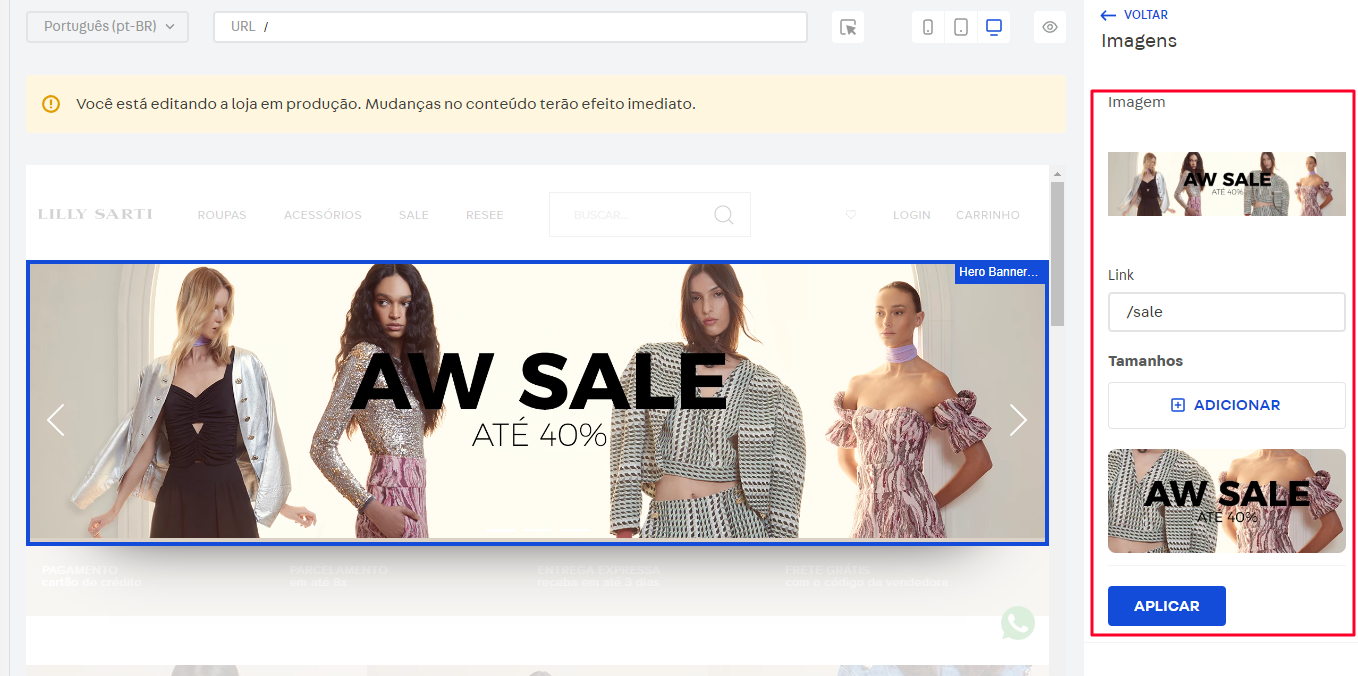 Português (pt-BR)
URL /
VOLTAR
Imagens
Você está editando a loja em produção. Mudanças no conteúdo terão efeito imediato.
LILLY SARTI
ROUPAS
ACESSÓRIOS
SALE
RESEE
BUSCAR...
LOGIN
CARRINHO
Hero Banner...
AW SALE
ATÉ 40%
PAGAMENTO
cartão de crédito
PARCELAMENTO
em até 8x
ENTREGA EXPRESSA
receba em até 3 dias
FRETE GRÁTIS
com o código da vendedora
Imagem
AW SALE
ATÉ 40%
Link
/sale
Tamanhos
ADICIONAR
AW SALE
ATÉ 40%
APLICAR